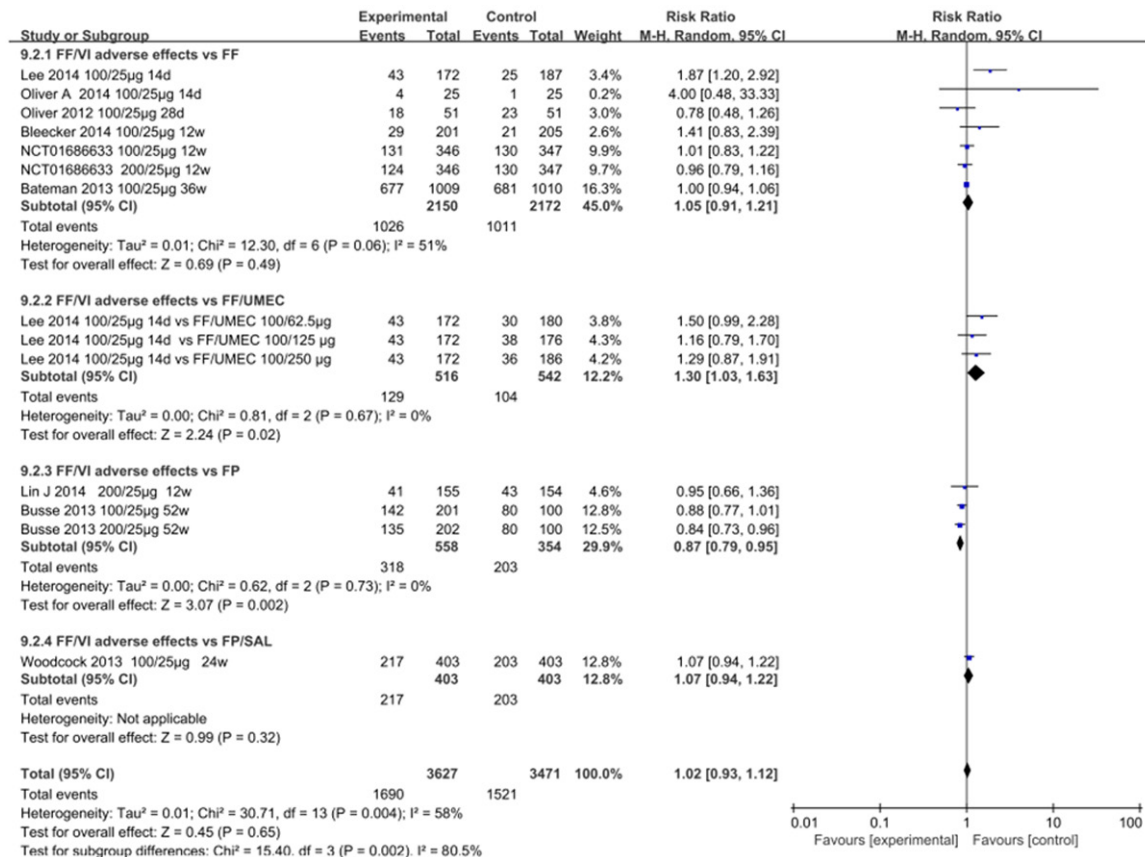 Experimental Control Risk Ratio Risk Ratio
Study or Subgroup Events Total Events Total Weight M-H, Random, 95% CI M-H, Random, 95% CI
9.2.1 FF/VI adverse effects vs FF
Lee 2014 100/25µg 14d 43 172 25 187 3.4% 1.87 [1.20, 2.92]
Oliver A 2014 100/25µg 14d 4 25 1 25 0.2% 4.00 [0.48, 33.33]
Oliver 2012 100/25µg 28d 18 51 23 51 3.0% 0.78 [0.48, 1.26]
Bleecker 2014 100/25µg 12w 29 201 21 205 2.6% 1.41 [0.83, 2.39]
NCT01686633 100/25µg 12w 131 346 130 347 9.9% 1.01 [0.83, 1.22]
NCT01686633 200/25µg 12w 124 346 130 347 9.7% 0.96 [0.79, 1.16]
Bateman 2013 100/25µg 36w 677 1009 681 1010 16.3% 1.00 [0.94, 1.06]
Subtotal (95% CI) 2150 2172 45.0% 1.05 [0.91, 1.21]
Total events 1026 1011
Heterogeneity: Tau² = 0.01; Chi² = 12.30, df = 6 (P = 0.06); I² = 51%
Test for overall effect: Z = 0.69 (P = 0.49)
9.2.2 FF/VI adverse effects vs FF/UMEC
Lee 2014 100/25µg 14d vs FF/UMEC 100/62.5µg 43 172 30 180 3.8% 1.50 [0.99, 2.28]
Lee 2014 100/25µg 14d vs FF/UMEC 100/125 µg 43 172 38 176 4.3% 1.16 [0.79, 1.70]
Lee 2014 100/25µg 14d vs FF/UMEC 100/250 µg 43 172 36 186 4.2% 1.29 [0.87, 1.91]
Subtotal (95% CI) 516 542 12.2% 1.30 [1.03, 1.63]
Total events 129 104
Heterogeneity: Tau² = 0.00; Chi² = 0.81, df = 2 (P = 0.67); I² = 0%
Test for overall effect: Z = 2.24 (P = 0.02)
9.2.3 FF/VI adverse effects vs FP
Lin J 2014 200/25µg 12w 41 155 43 154 4.6% 0.95 [0.66, 1.36]
Busse 2013 100/25µg 52w 142 201 80 100 12.8% 0.88 [0.77, 1.01]
Busse 2013 200/25µg 52w 135 202 80 100 12.5% 0.84 [0.73, 0.96]
Subtotal (95% CI) 558 354 29.9% 0.87 [0.79, 0.95]
Total events 318 203
Heterogeneity: Tau² = 0.00; Chi² = 0.62, df = 2 (P = 0.73); I² = 0%
Test for overall effect: Z = 3.07 (P = 0.002)
9.2.4 FF/VI adverse effects vs FP/SAL
Woodcock 2013 100/25µg 24w 217 403 203 403 12.8% 1.07 [0.94, 1.22]
Subtotal (95% CI) 403 403 12.8% 1.07 [0.94, 1.22]
Total events 217 203
Heterogeneity: Not applicable
Test for overall effect: Z = 0.99 (P = 0.32)
Total (95% CI) 3627 3471 100.0% 1.02 [0.93, 1.12]
Total events 1690 1521
Heterogeneity: Tau² = 0.01; Chi² = 30.71, df = 13 (P = 0.004); I² = 58%
Test for overall effect: Z = 0.45 (P = 0.65)
Test for subgroup differences: Chi² = 15.40, df = 3 (P = 0.002), I² = 80.5%
0.01 0.1 1 10 100
Favours [experimental] Favours [control]